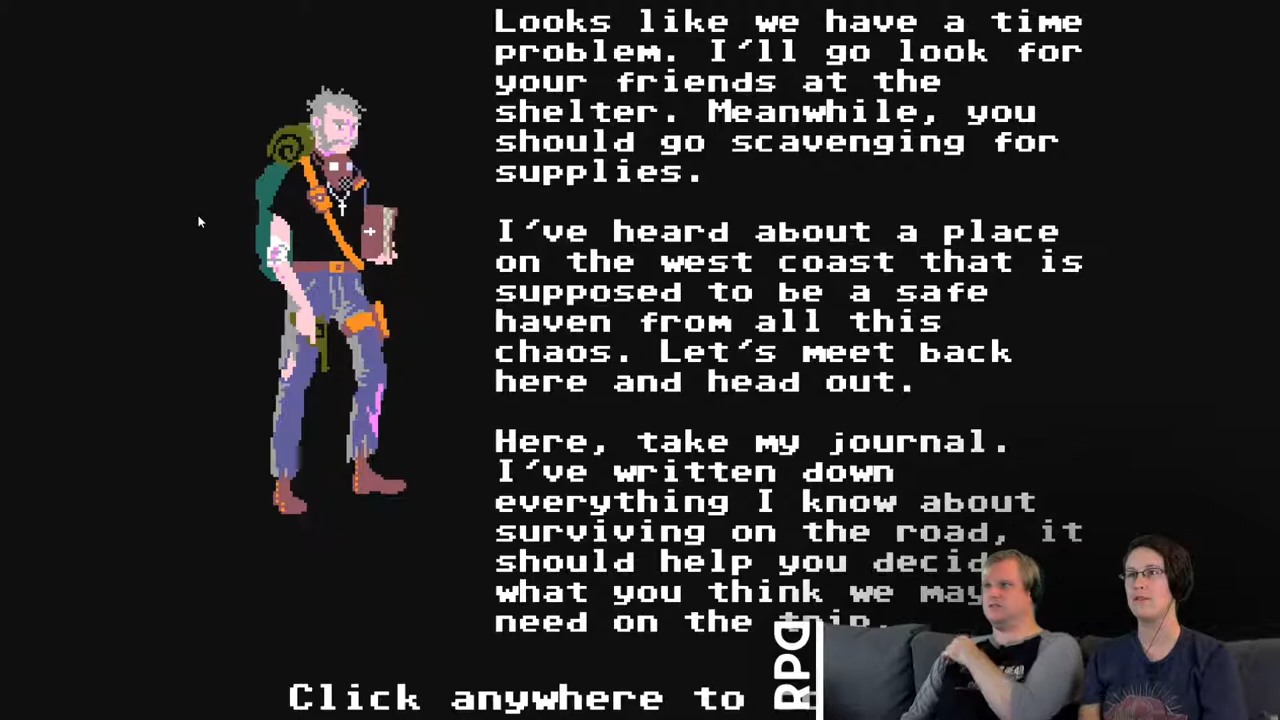 Looks like we have a time
problem. I'll go look for
your friends at the
shelter. Meanwhile, you
should go scavenging for
supplies.
I've heard about a place
on the west coast that is
supposed to be a safe
haven from all this
chaos. Let's meet back
here and head out.
Here, take my journal.
I've written down
everything I know about
surviving on the road, it
should help you
what you think we may
need on the trip.
Click anywhere to
RPG